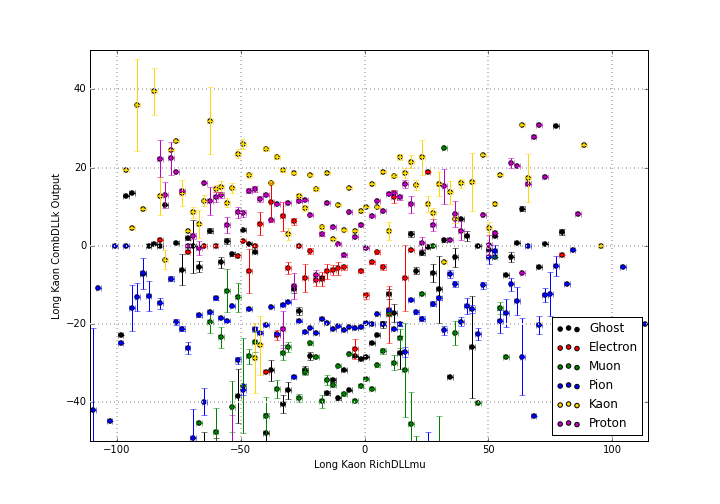 Long Kaon CombDLLk Output
40
20
0
−20
−40
−100
−50
0
50
100
Long Kaon RichDLLmu
Ghost
Electron
Muon
Pion
Kaon
Proton